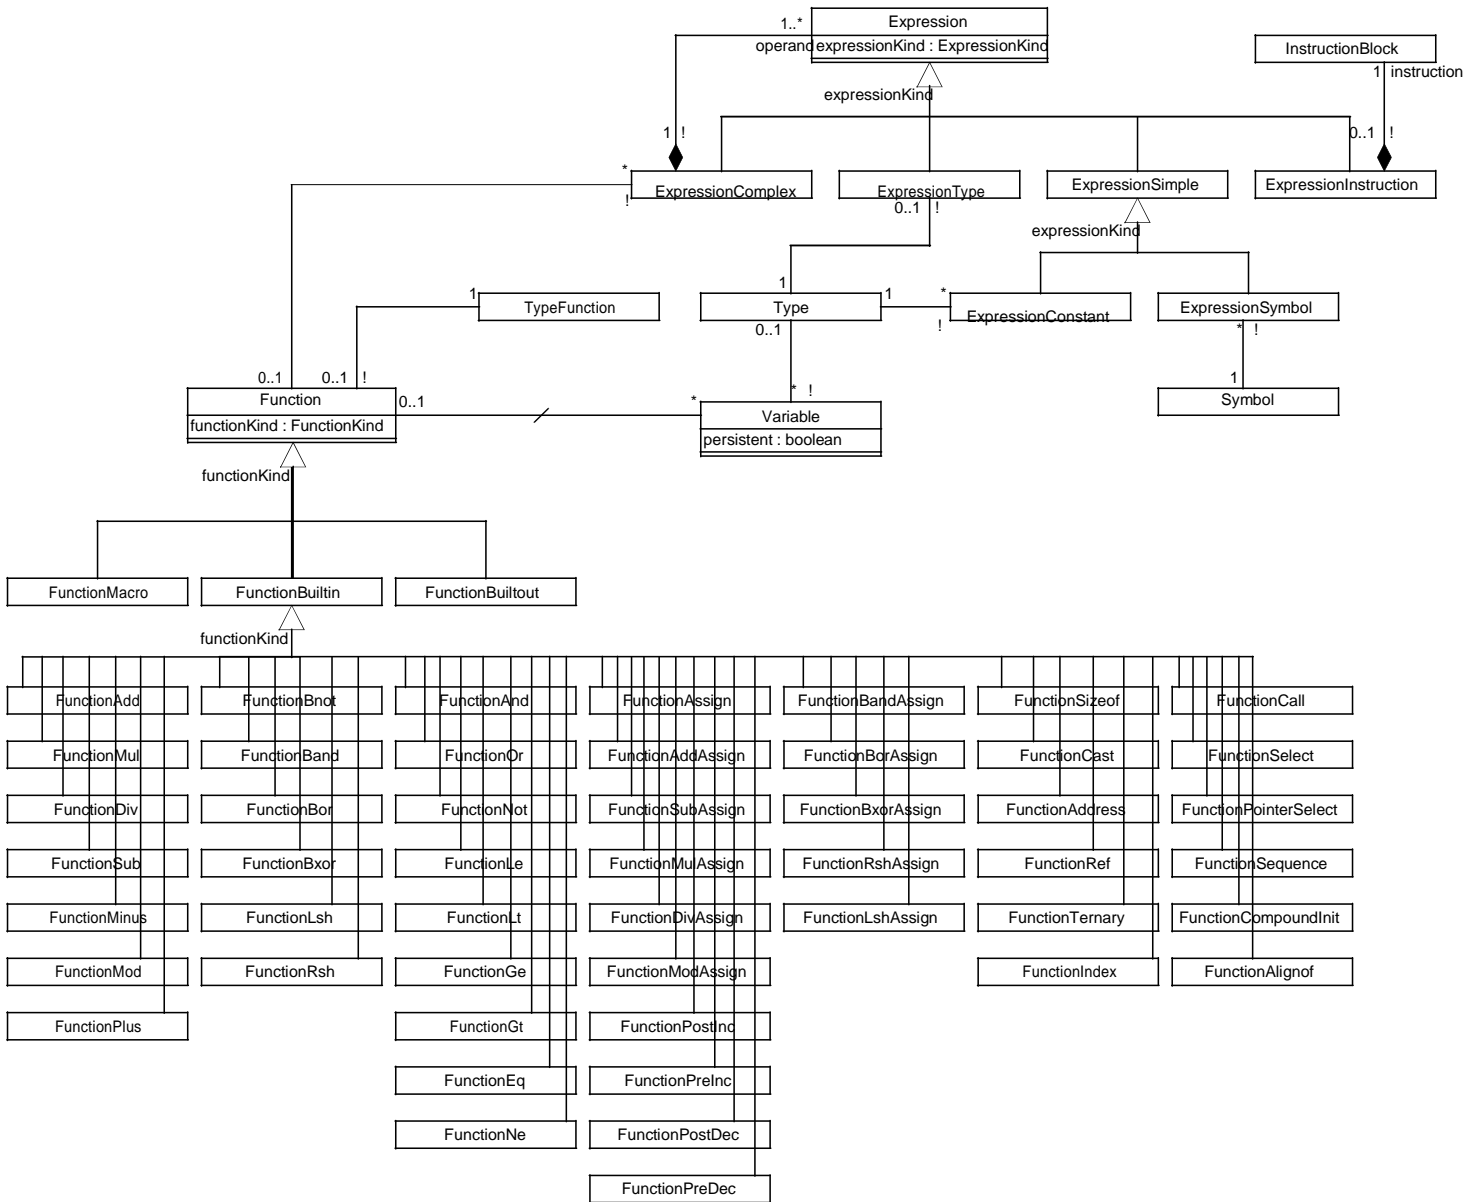 1..*
Expression
operand
expressionKind : ExpressionKind
InstructionBlock
1
instruction
expressionKind
1
!
0..1
!
*
!
ExpressionComplex
ExpressionType
ExpressionSimple
ExpressionInstruction
0..1
!
expressionKind
1
TypeFunction
1
Type
1
*
!
ExpressionConstant
ExpressionSymbol
0..1
*
!
0..1
0..1
!
*
!
1
Function
functionKind : FunctionKind
0..1
*
Variable
persistent : boolean
Symbol
functionKind
FunctionMacro
FunctionBuiltin
FunctionBuiltout
functionKind
FunctionAdd
FunctionBnot
FunctionAnd
FunctionAssign
FunctionBandAssign
FunctionSizeof
FunctionCall
FunctionMul
FunctionBand
FunctionOr
FunctionAddAssign
FunctionBorAssign
FunctionCast
FunctionSelect
FunctionDiv
FunctionBor
FunctionNot
FunctionSubAssign
FunctionBxorAssign
FunctionAddress
FunctionPointerSelect
FunctionSub
FunctionBxor
FunctionLe
FunctionMulAssign
FunctionRshAssign
FunctionRef
FunctionSequence
FunctionMinus
FunctionLsh
FunctionLt
FunctionDivAssign
FunctionLshAssign
FunctionTernary
FunctionCompoundInit
FunctionMod
FunctionRsh
FunctionGe
FunctionModAssign
FunctionIndex
FunctionAlignof
FunctionPlus
FunctionGt
FunctionPostInc
FunctionEq
FunctionPreInc
FunctionNe
FunctionPostDec
FunctionPreDec